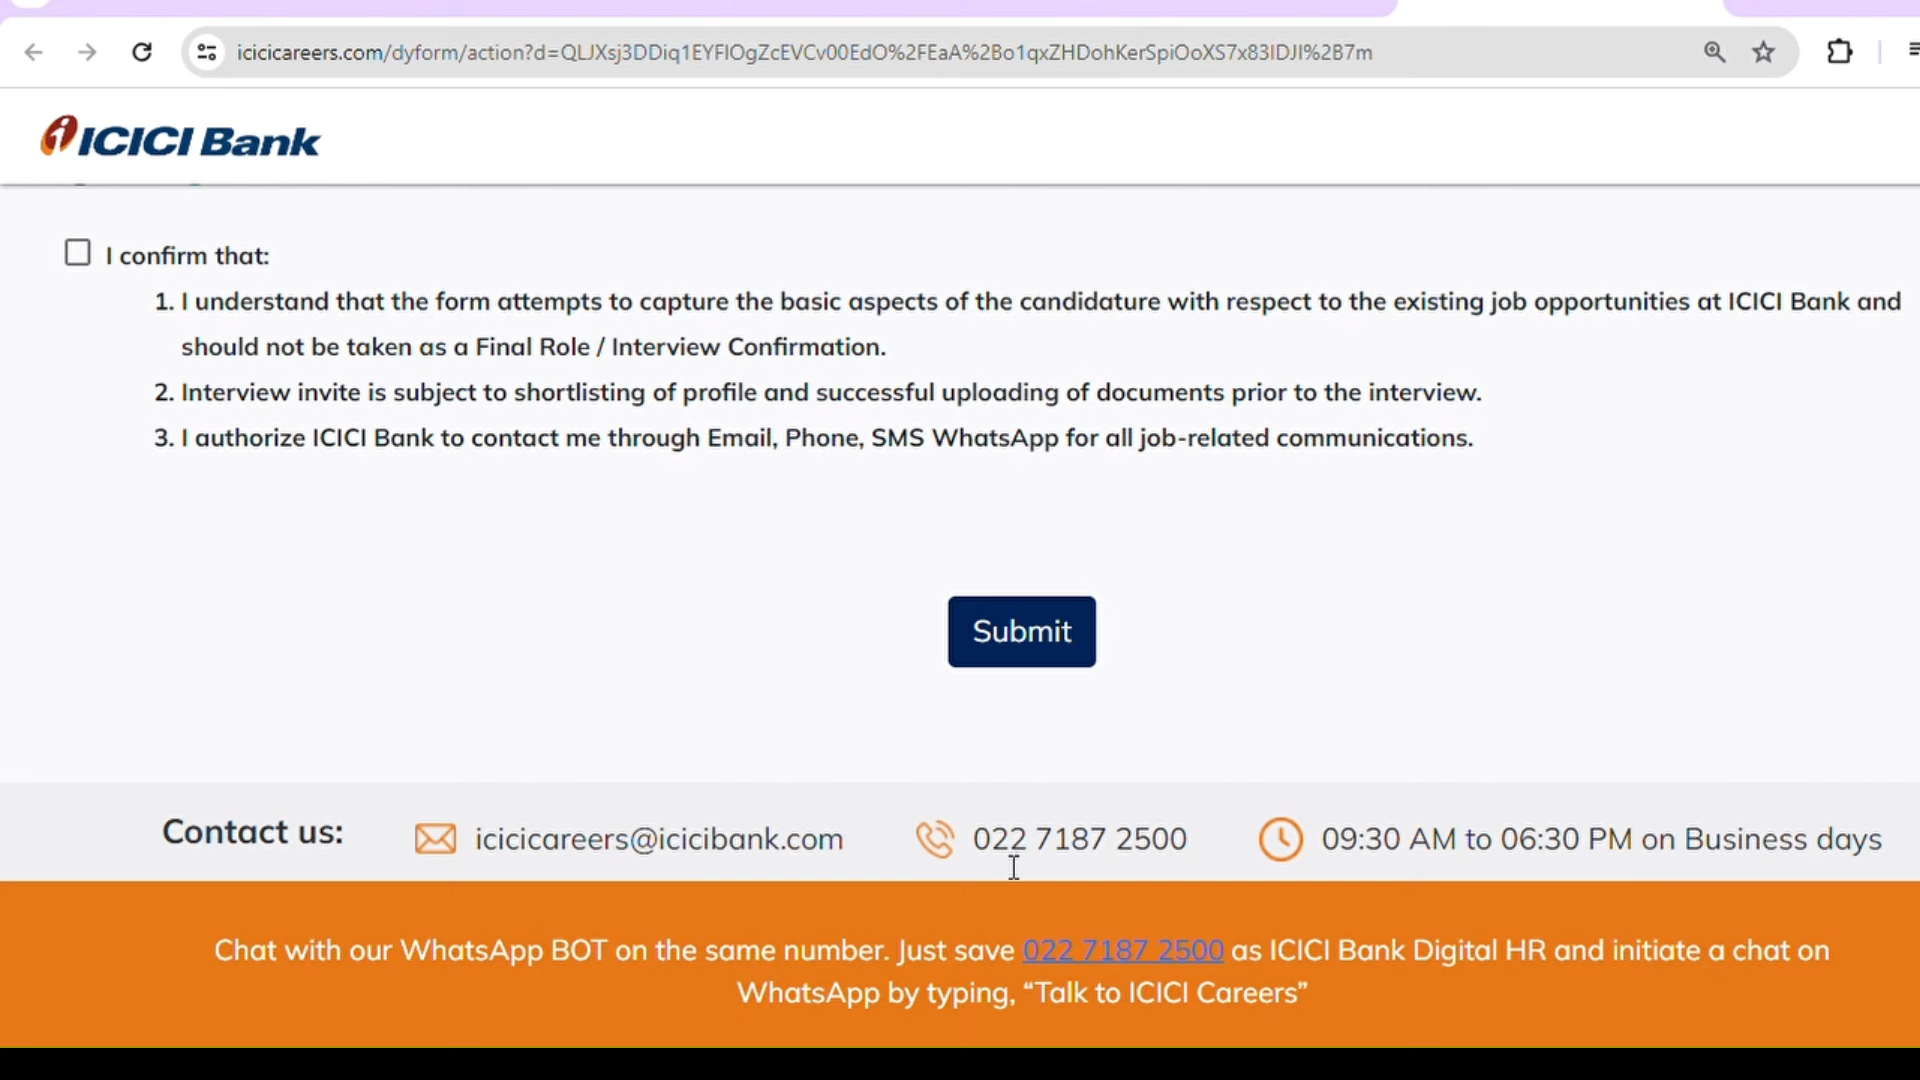 icicicareers.com/dyform/action?d=QLJXsj3DDiq1EYFIOgZcEVCv00EdO%2FEaA%2Bo1qxZHDohKerSpiOoXS7x83IDJI%2B7m
ICICI Bank
I confirm that:
1. I understand that the form attempts to capture the basic aspects of the candidature with respect to the existing job opportunities at ICICI Bank and
should not be taken as a Final Role / Interview Confirmation.
2. Interview invite is subject to shortlisting of profile and successful uploading of documents prior to the interview.
3. I authorize ICICI Bank to contact me through Email, Phone, SMS WhatsApp for all job-related communications.
Submit
Contact us: icicicareers@icicibank.com 022 7187 2500 09:30 AM to 06:30 PM on Business days
Chat with our WhatsApp BOT on the same number. Just save 022 7187 2500 as ICICI Bank Digital HR and initiate a chat on
WhatsApp by typing, “Talk to ICICI Careers”